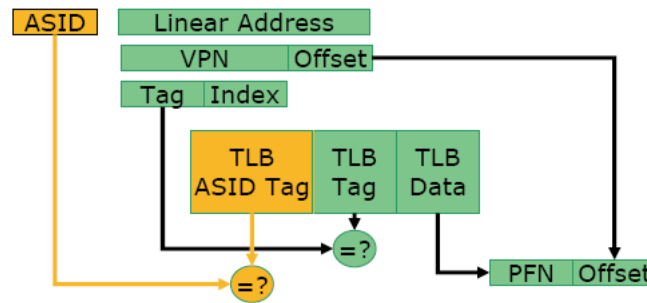 ASID Linear Address
VPN Offset
Tag Index
TLB TLB TLB
ASID Tag Tag Data
=?
=?
PFN Offset